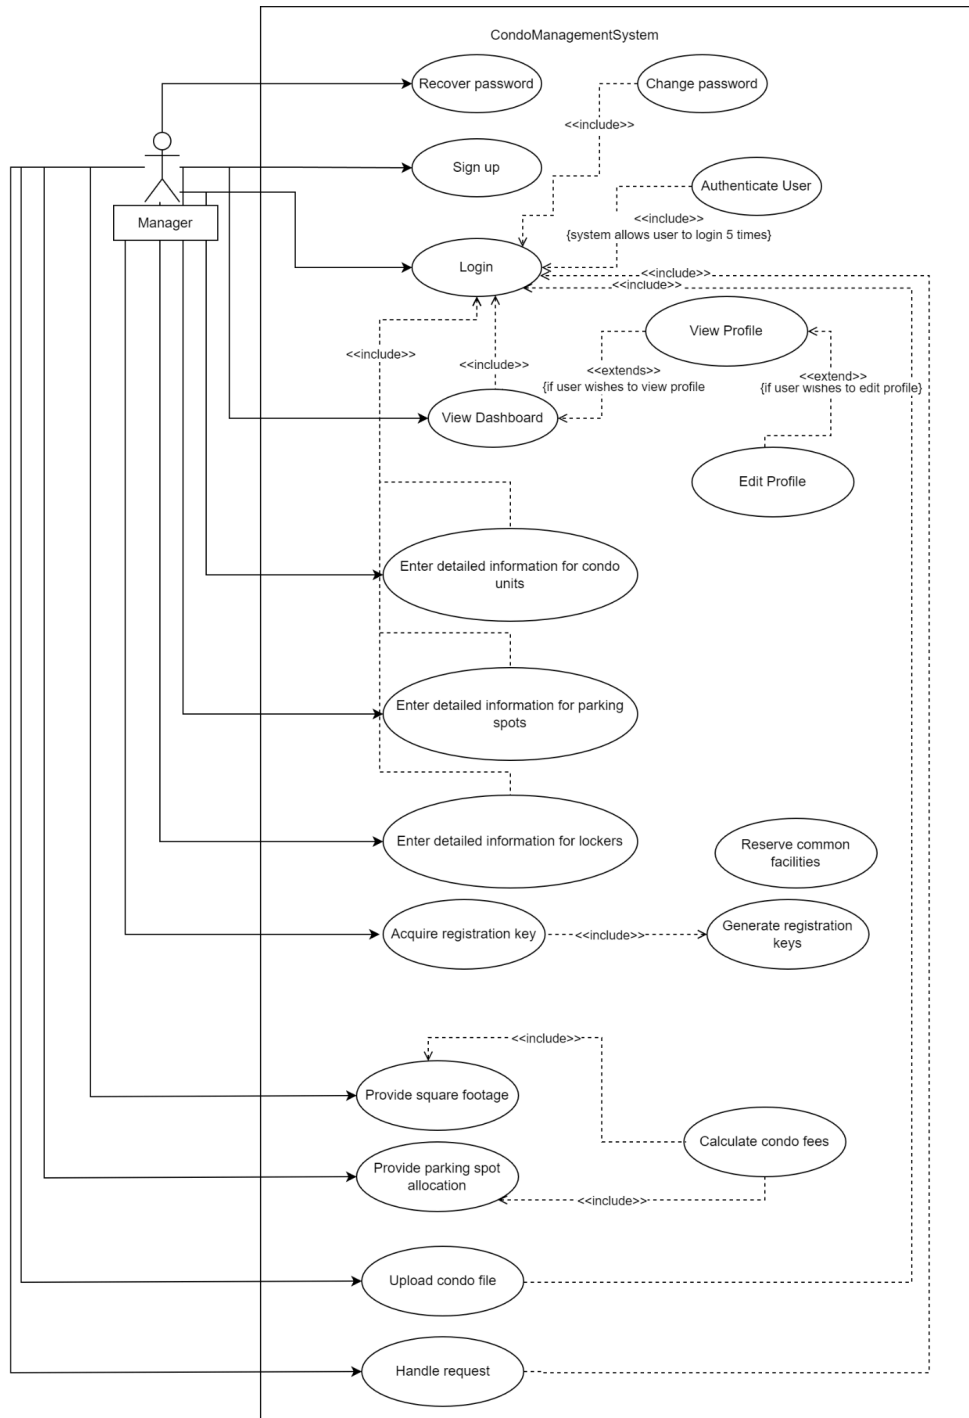 CondoManagementSystem
Recover password
Change password
<<include>>
Sign up
Authenticate User
Manager
<<include>>
{system allows user to login 5 times}
Login
<<include>>
<<include>>
View Profile
<<include>>
<<include>>
<<extends>>
{if user wishes to view profile
<<extend>>
{if user wishes to edit profile}
View Dashboard
Edit Profile
Enter detailed information for condo
units
Enter detailed information for parking
spots
Enter detailed information for lockers
Reserve common
facilities
Acquire registration key
<<include>>
Generate registration
keys
<<include>>
Provide square footage
Calculate condo fees
Provide parking spot
allocation
<<include>>
Upload condo file
Handle request